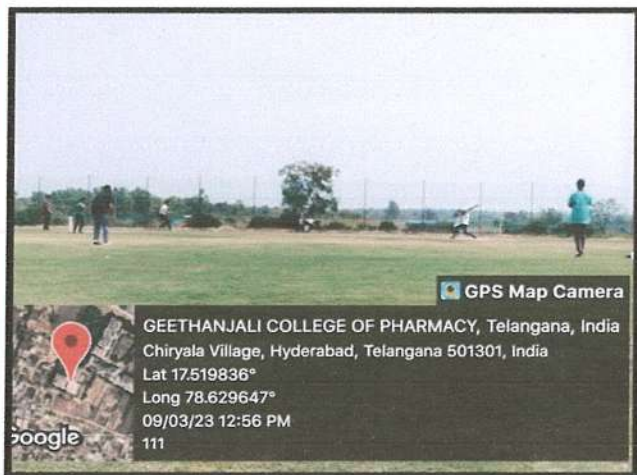 GPS Map Camera
GEETHANJALI COLLEGE OF PHARMACY, Telangana, India
Chiryala Village, Hyderabad, Telangana 501301, India
Lat 17.519836°
Long 78.629647°
09/03/23 12:56 PM
111
Google